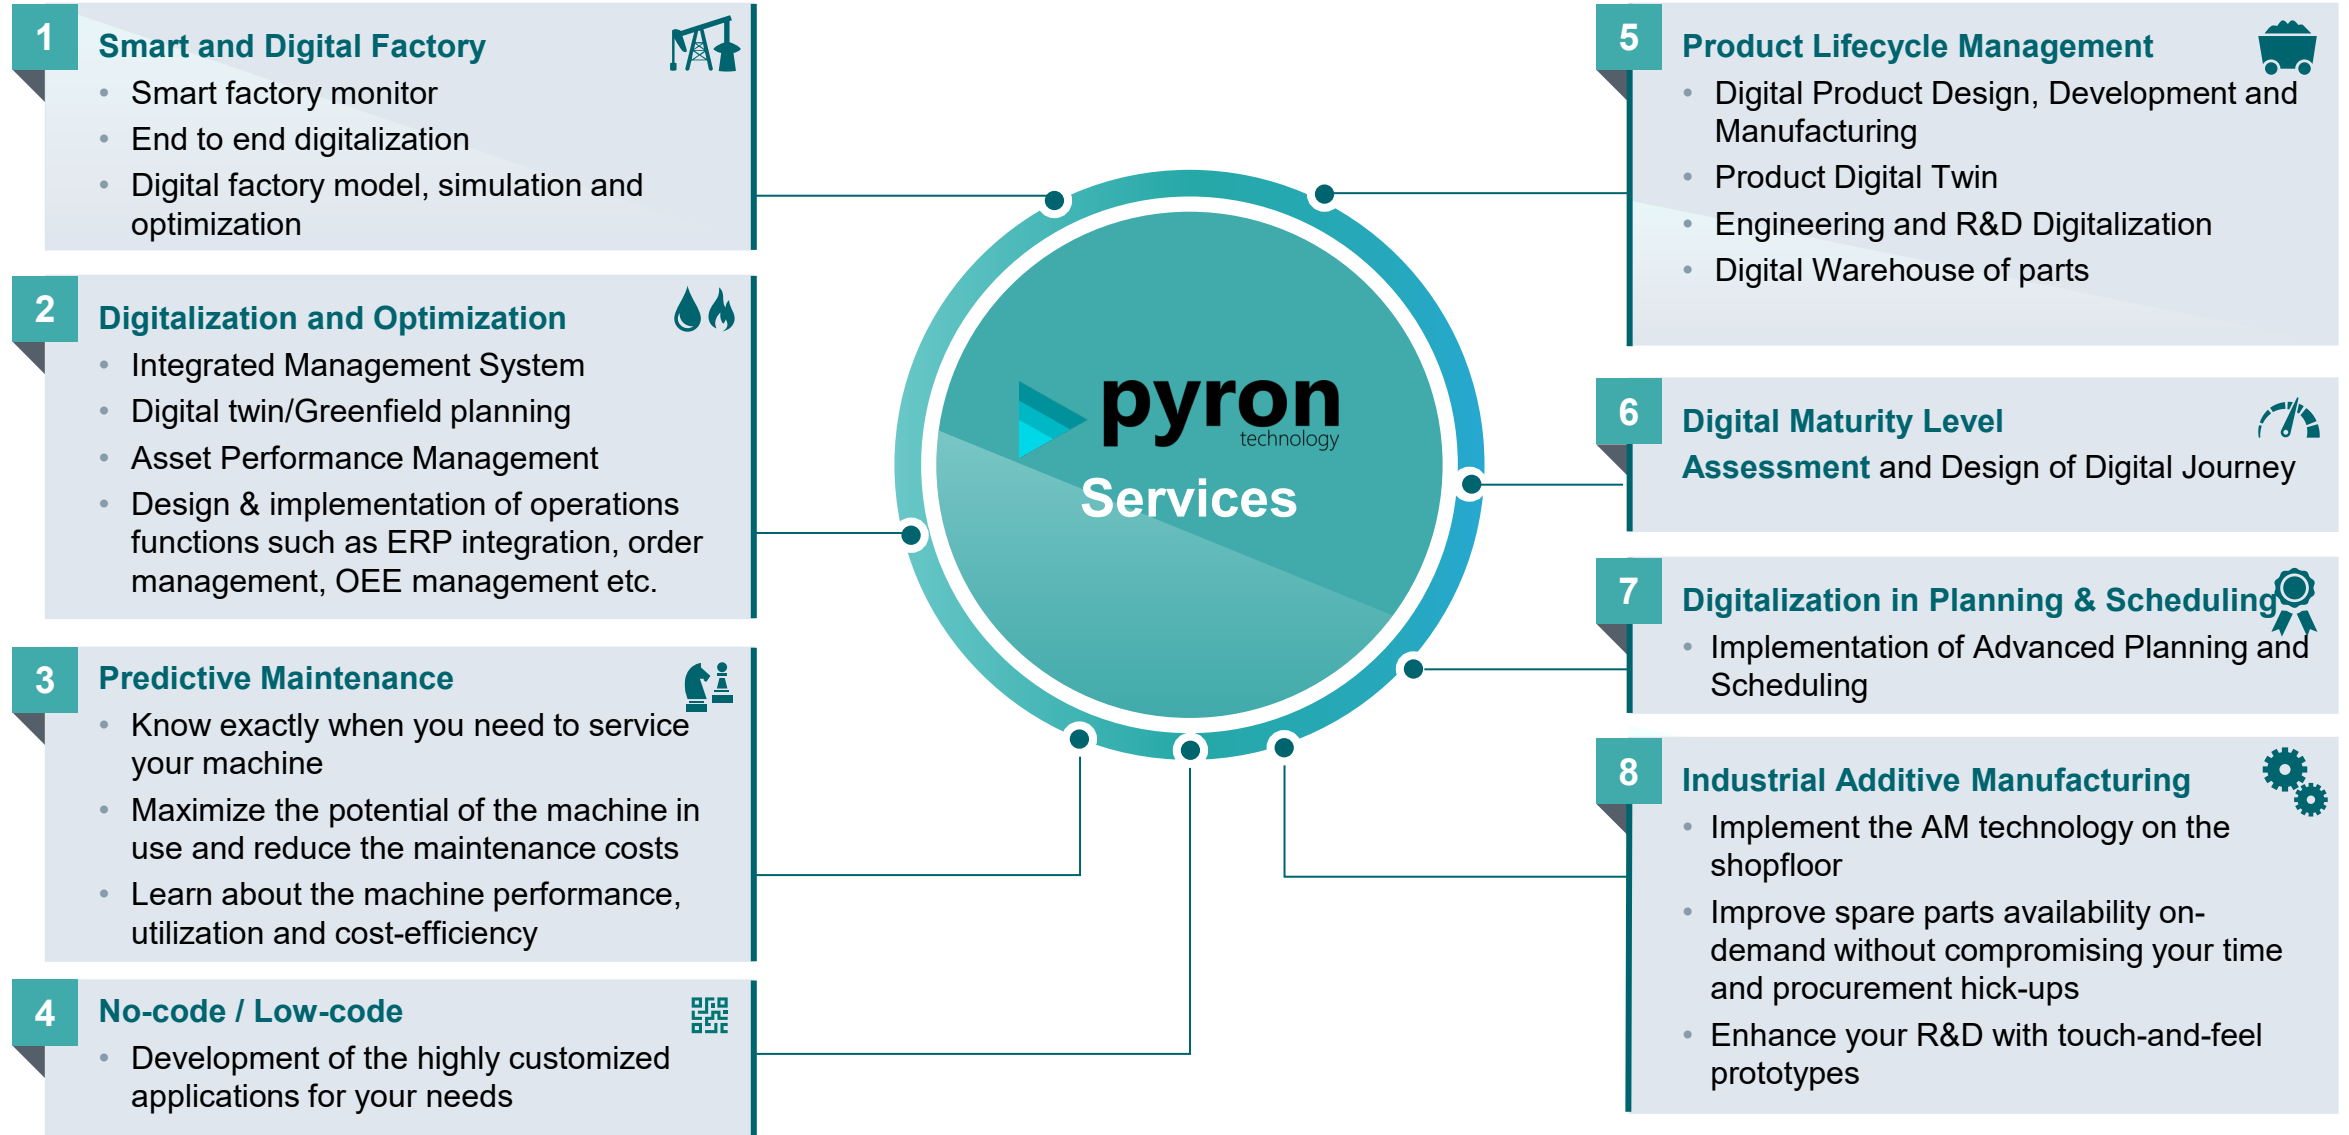 1
Smart and Digital Factory
• Smart factory monitor
• End to end digitalization
• Digital factory model, simulation and
optimization
2
Digitalization and Optimization
• Integrated Management System
• Digital twin/Greenfield planning
• Asset Performance Management
• Design & implementation of operations
functions such as ERP integration, order
management, OEE management etc.
3
Predictive Maintenance
• Know exactly when you need to service
your machine
• Maximize the potential of the machine in
use and reduce the maintenance costs
• Learn about the machine performance,
utilization and cost-efficiency
4
No-code / Low-code
• Development of the highly customized
applications for your needs
pyron
technology
Services
5
Product Lifecycle Management
• Digital Product Design, Development and
Manufacturing
• Product Digital Twin
• Engineering and R&D Digitalization
• Digital Warehouse of parts
6
Digital Maturity Level
Assessment and Design of Digital Journey
7
Digitalization in Planning & Scheduling
• Implementation of Advanced Planning and
Scheduling
8
Industrial Additive Manufacturing
• Implement the AM technology on the
shopfloor
• Improve spare parts availability on-
demand without compromising your time
and procurement hick-ups
• Enhance your R&D with touch-and-feel
prototypes